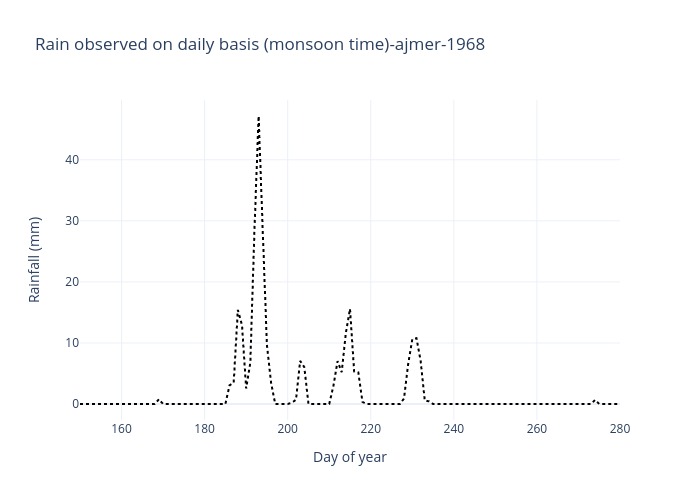 Rain observed on daily basis (monsoon time)-ajmer-1968
Rainfall (mm)
40
30
20
10
0
160 180 200 220 240 260 280
Day of year